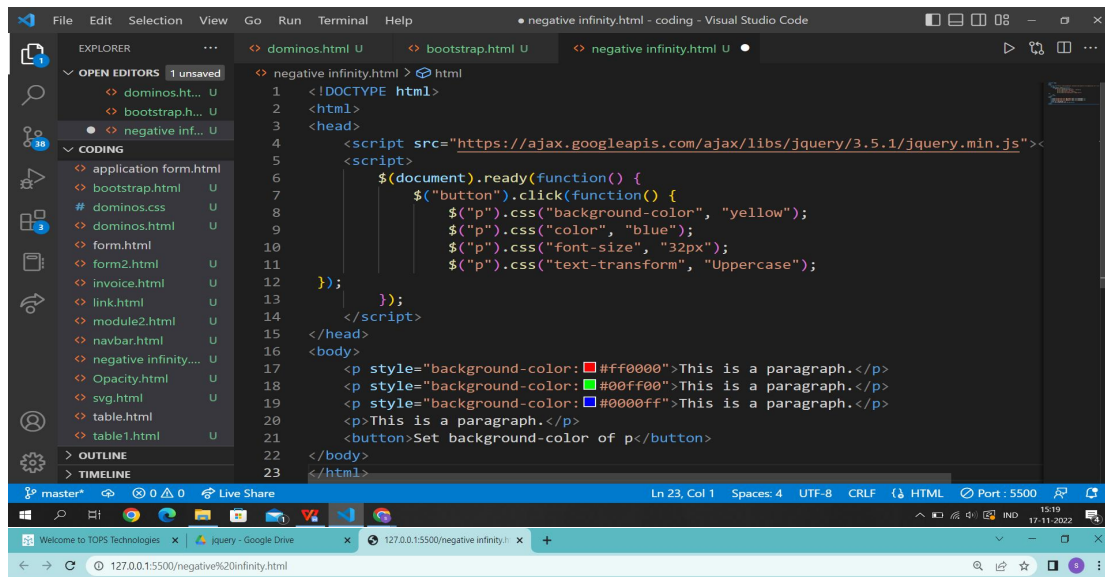 File Edit Selection View Go Run Terminal Help
● negative infinity.html - coding - Visual Studio Code
EXPLORER
dominos.html U
bootstrap.html U
negative infinity.html U ●
OPEN EDITORS 1 unsaved
dominos.ht... U
bootstrap.h... U
● negative inf... U
CODING
application form.html
bootstrap.html U
# dominos.css U
dominos.html U
form.html
form2.html U
invoice.html U
link.html U
module2.html U
navbar.html U
negative infinity.... U
Opacity.html U
svg.html U
table.html
table1.html U
OUTLINE
TIMELINE
1
38
3
negative infinity.html > html
1 <!DOCTYPE html>
2 <html>
3 <head>
4 <script src="https://ajax.googleapis.com/ajax/libs/jquery/3.5.1/jquery.min.js"><
5 <script>
6 $(document).ready(function() {
7 $("button").click(function() {
8 $("p").css("background-color", "yellow");
9 $("p").css("color", "blue");
10 $("p").css("font-size", "32px");
11 $("p").css("text-transform", "Uppercase");
12 });
13 });
14 </script>
15 </head>
16 <body>
17 <p style="background-color:#ff0000">This is a paragraph.</p>
18 <p style="background-color:#00ff00">This is a paragraph.</p>
19 <p style="background-color:#0000ff">This is a paragraph.</p>
20 <p>This is a paragraph.</p>
21 <button>Set background-color of p</button>
22 </body>
23 </html>
master* 0 0 Live Share
Ln 23, Col 1 Spaces: 4 UTF-8 CRLF HTML Port : 5500
IND 15:19
17-11-2022
Welcome to TOPS Technologies x
jquery - Google Drive x
127.0.0.1:5500/negative infinity.h x +
127.0.0.1:5500/negative%20infinity.html
s